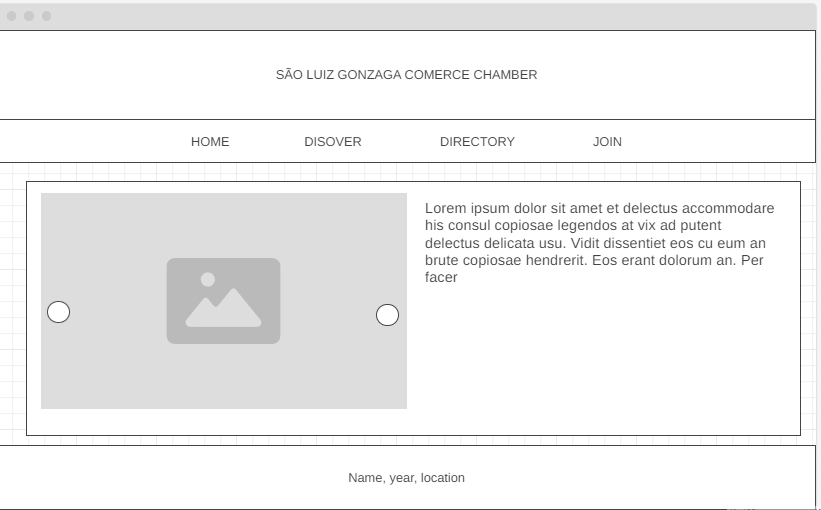 SÃO LUIZ GONZAGA COMERCE CHAMBER
HOME DISOVER DIRECTORY JOIN
Lorem ipsum dolor sit amet et delectus accommodare
his consul copiosae legendos at vix ad putent
delectus delicata usu. Vidit dissentiet eos cu eum an
brute copiosae hendrerit. Eos erant dolorum an. Per
facer
Name, year, location